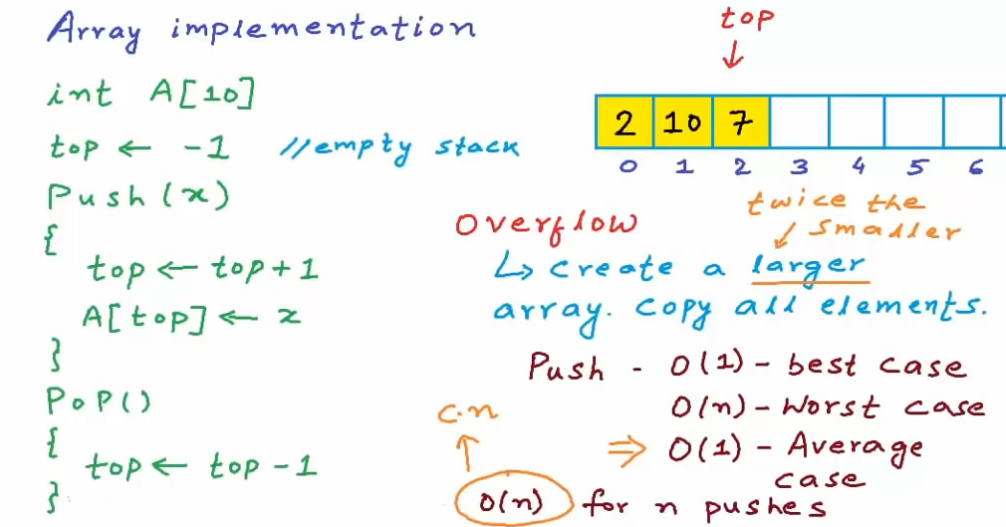 Array implementation
int A[10]
top ← -1 //empty stack
Push(x)
{
top ← top+1
A[top] ← x
}
Pop()
{
top ← top -1
}
top
↓
2 10 7
0 1 2 3 4 5 6
Overflow
twice the
smaller
↳ create a larger
array. copy all elements.
Push - O(1) - best case
O(n) - Worst case
⇒ O(1) - Average
case
c.n
↑
O(n) for n pushes